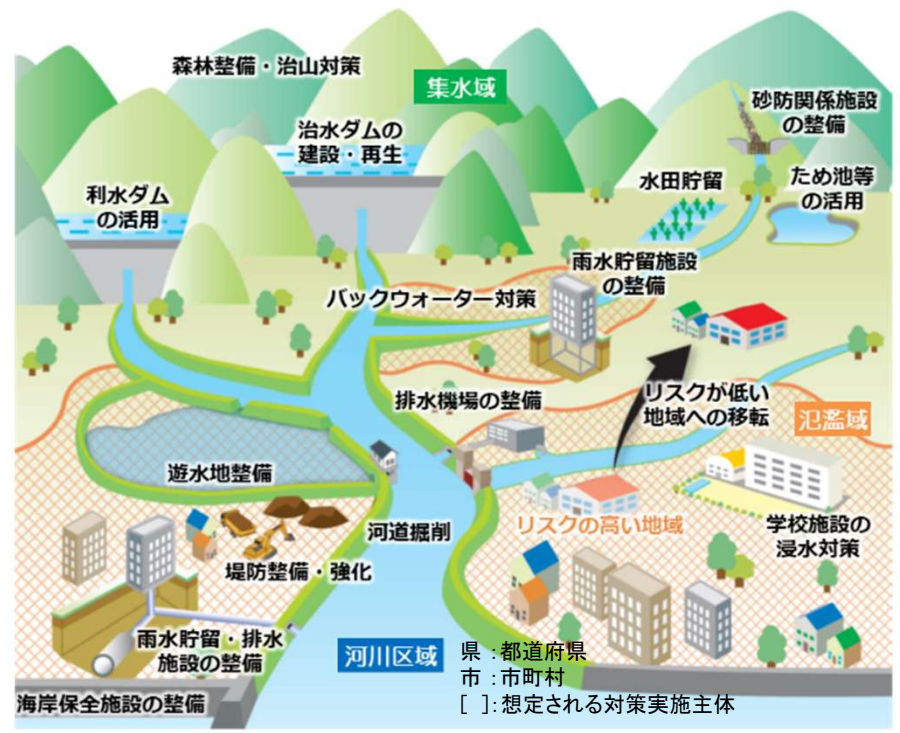 森林整備・治山対策
集水域
砂防関係施設
の整備
治水ダムの
建設・再生
水田貯留
ため池等
の活用
利水ダム
の活用
雨水貯留施設
の整備
バックウォーター対策
排水機場の整備
リスクが低い
地域への移転
氾濫域
遊水地整備
河道掘削
リスクの高い地域
学校施設の
浸水対策
堤防整備・強化
雨水貯留・排水
施設の整備
河川区域
県 :都道府県
市 :市町村
[ ]:想定される対策実施主体
海岸保全施設の整備